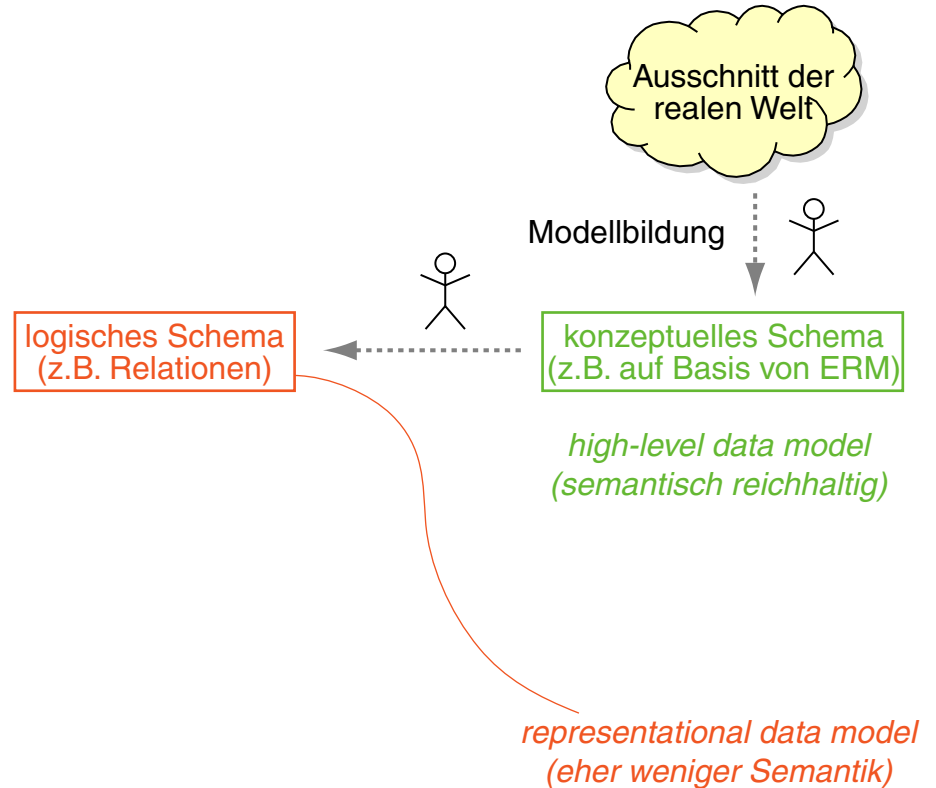 Ausschnitt der
realen Welt
Modellbildung
logisches Schema
(z.B. Relationen)
konzeptuelles Schema
(z.B. auf Basis von ERM)
high-level data model
(semantisch reichhaltig)
representational data model
(eher weniger Semantik)